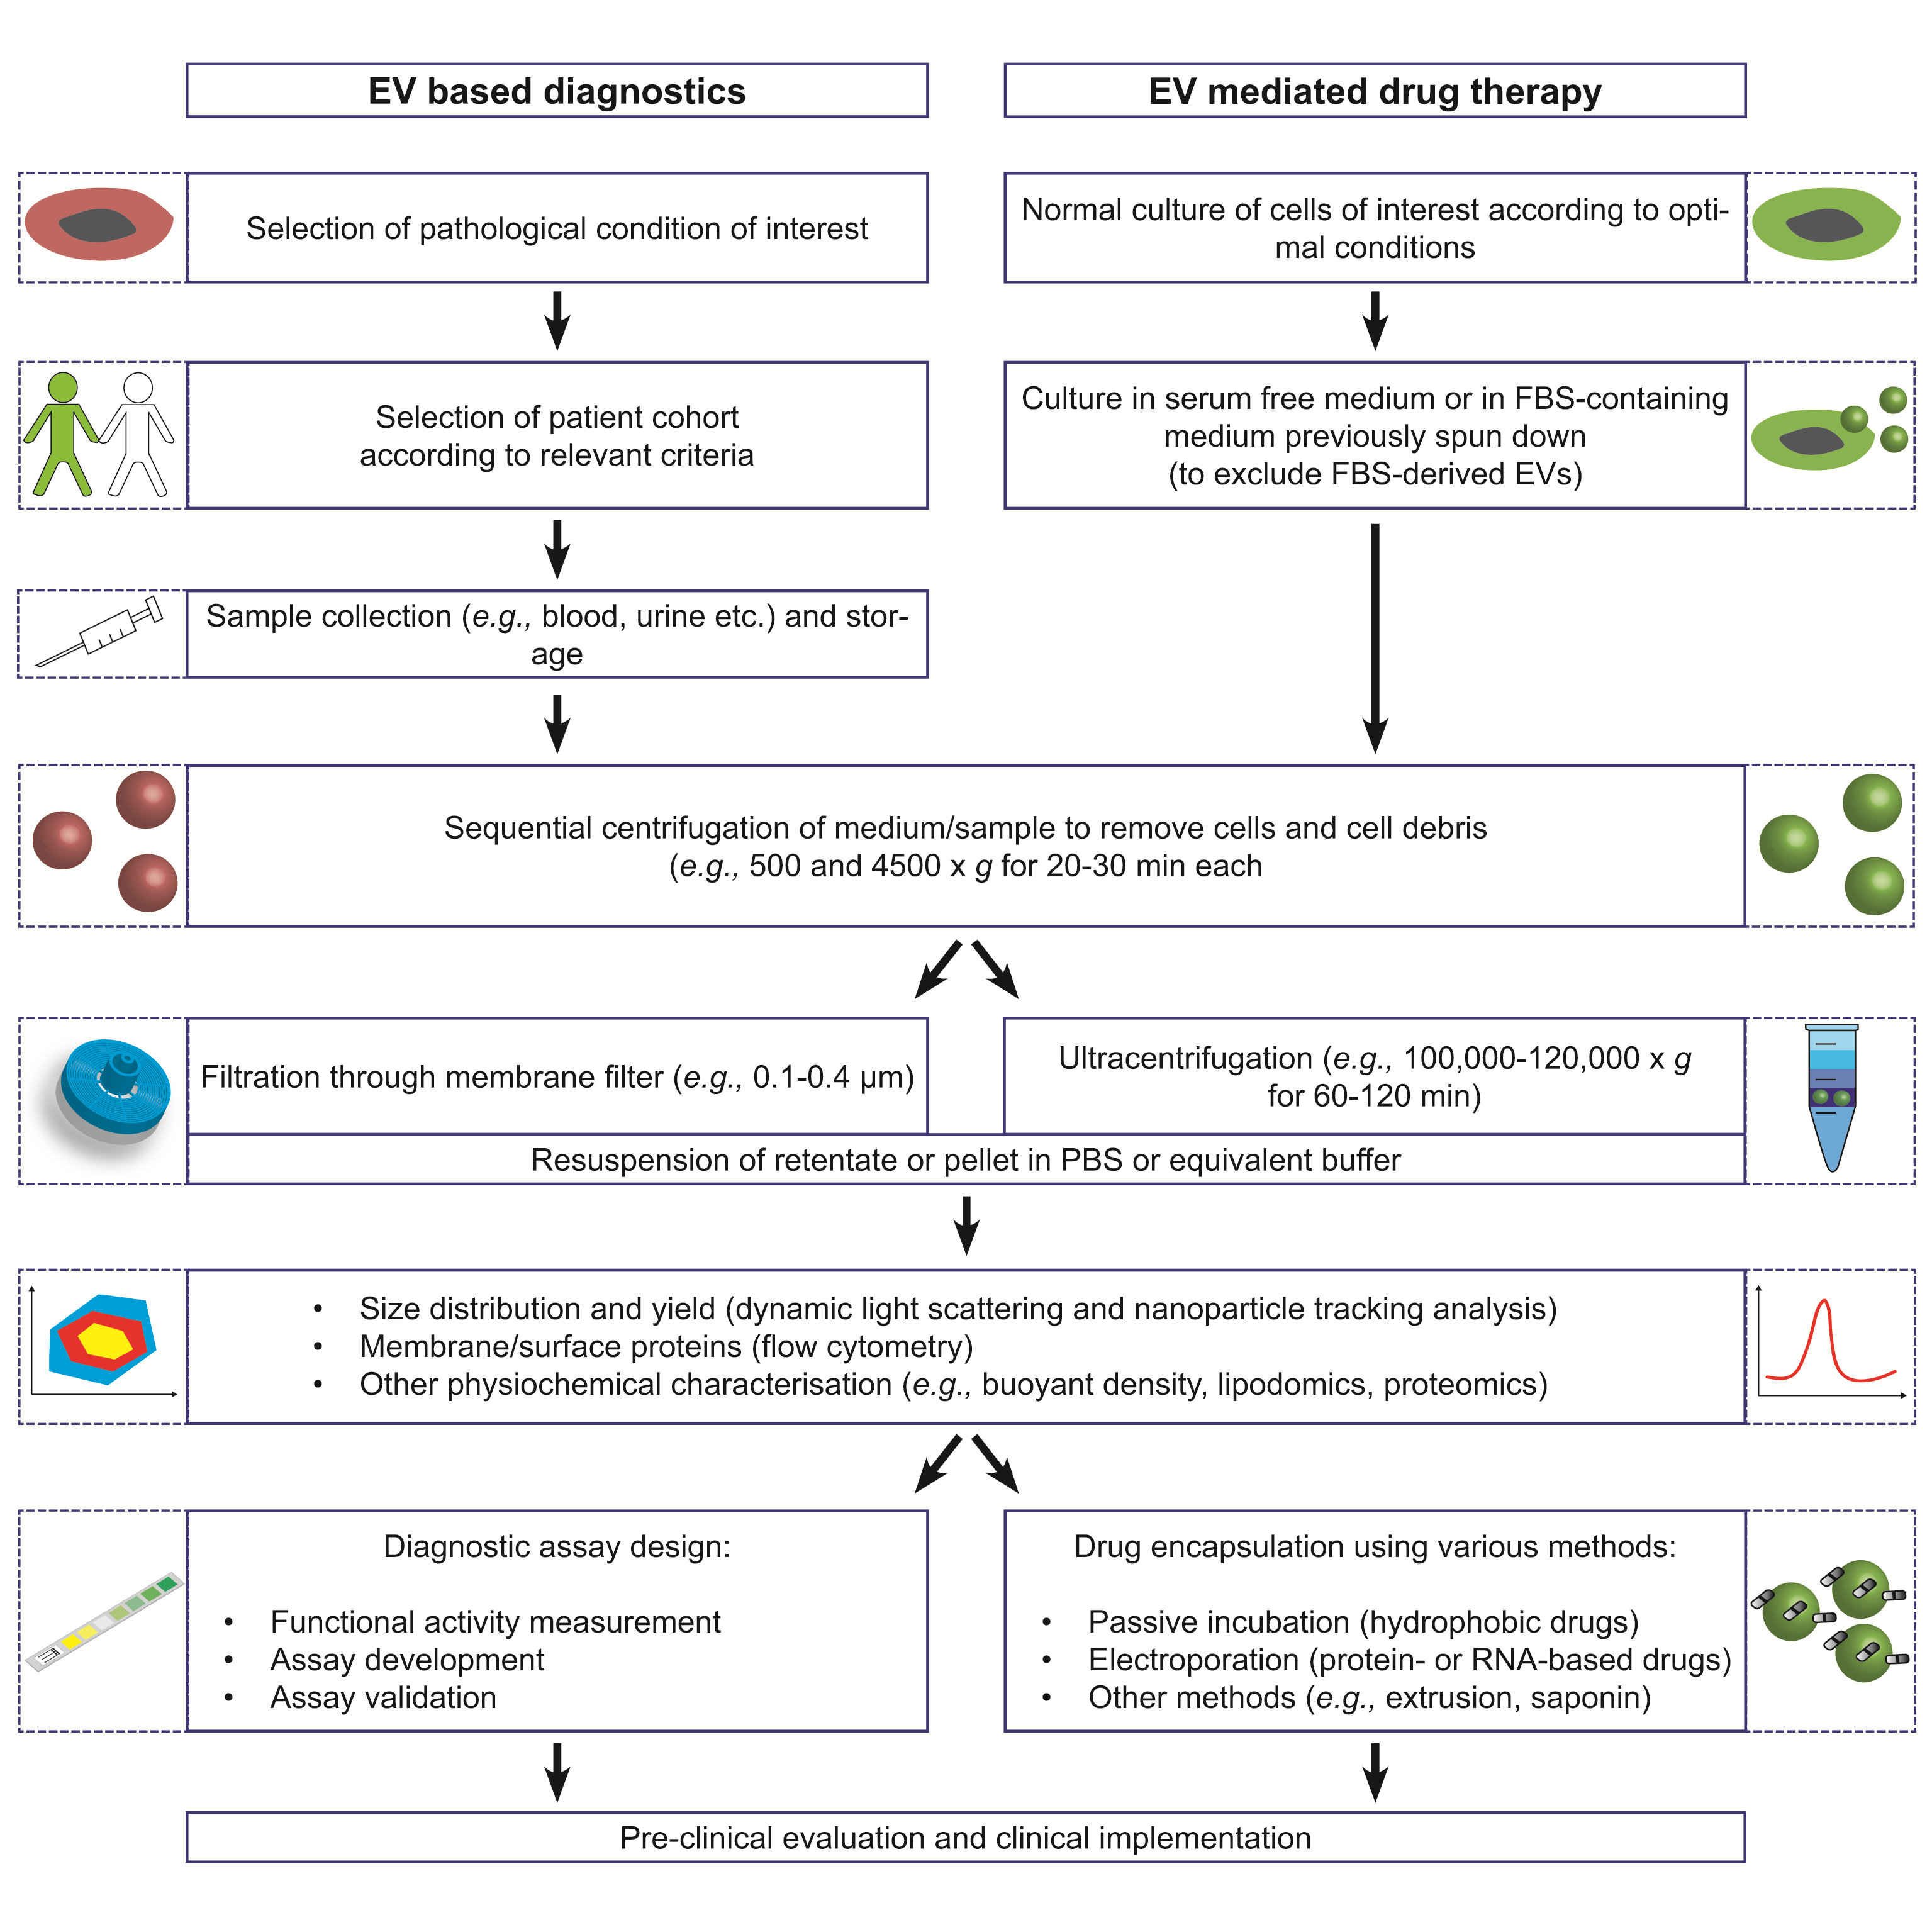 EV based diagnostics
EV mediated drug therapy
Selection of pathological condition of interest
Normal culture of cells of interest according to opti-
mal conditions
Selection of patient cohort
according to relevant criteria
Culture in serum free medium or in FBS-containing
medium previously spun down
(to exclude FBS-derived EVs)
Sample collection (e.g., blood, urine etc.) and stor-
age
Sequential centrifugation of medium/sample to remove cells and cell debris
(e.g., 500 and 4500 x g for 20-30 min each
Filtration through membrane filter (e.g., 0.1-0.4 μm)
Ultracentrifugation (e.g., 100,000-120,000 x g
for 60-120 min)
Resuspension of retentate or pellet in PBS or equivalent buffer
• Size distribution and yield (dynamic light scattering and nanoparticle tracking analysis)
• Membrane/surface proteins (flow cytometry)
• Other physiochemical characterisation (e.g., buoyant density, lipodomics, proteomics)
Diagnostic assay design:
• Functional activity measurement
• Assay development
• Assay validation
Drug encapsulation using various methods:
• Passive incubation (hydrophobic drugs)
• Electroporation (protein- or RNA-based drugs)
• Other methods (e.g., extrusion, saponin)
Pre-clinical evaluation and clinical implementation